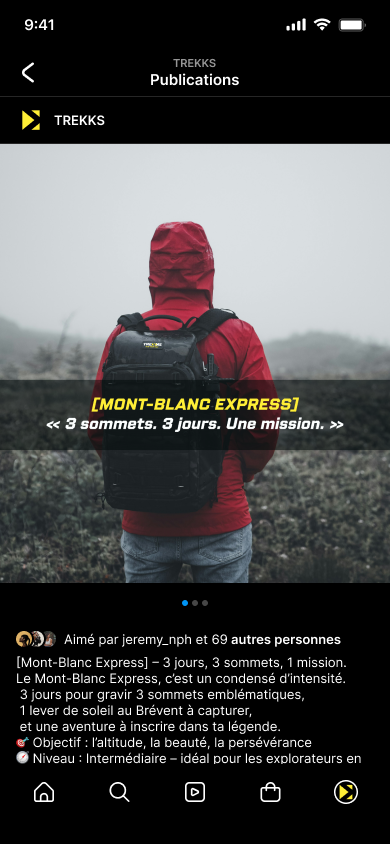 9:41
TREKKS
Publications
TREKKS
[MONT-BLANC EXPRESS]
« 3 sommets. 3 jours. Une mission. »
Aimé par jeremy_nph et 69 autres personnes
[Mont-Blanc Express] – 3 jours, 3 sommets, 1 mission.
Le Mont-Blanc Express, c’est un condensé d’intensité.
3 jours pour gravir 3 sommets emblématiques,
1 lever de soleil au Brévent à capturer,
et une aventure à inscrire dans ta légende.
🎯 Objectif : l’altitude, la beauté, la persévérance
🧭 Niveau : Intermédiaire – idéal pour les explorateurs en